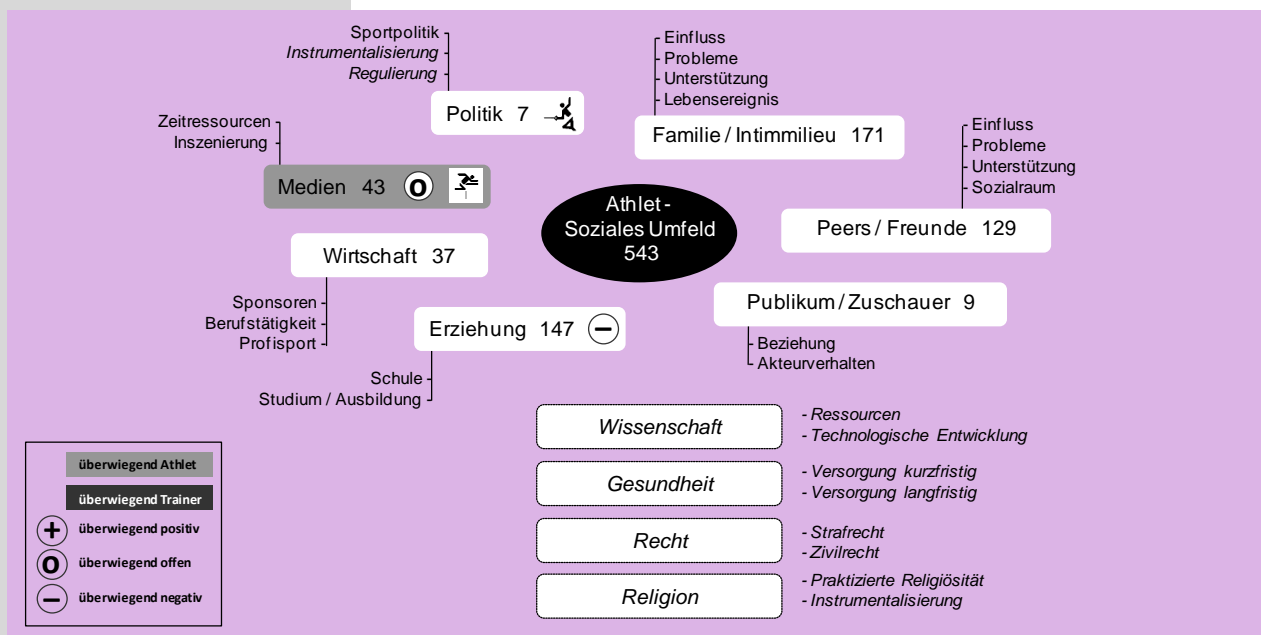 Sportpolitik
Instrumentalisierung
Regulierung
Politik 7
Einfluss
Probleme
Unterstützung
Lebensereignis
Familie / Intimmilieu 171
Zeitressourcen
Inszenierung
Medien 43 O
Einfluss
Probleme
Unterstützung
Sozialraum
Peers / Freunde 129
Athlet -
Soziales Umfeld
543
Wirtschaft 37
Sponsoren
Berufstätigkeit
Profisport
Publikum / Zuschauer 9
Beziehung
Akteurverhalten
Erziehung 147 −
Schule
Studium / Ausbildung
Wissenschaft
- Ressourcen
- Technologische Entwicklung
Gesundheit
- Versorgung kurzfristig
- Versorgung langfristig
Recht
- Strafrecht
- Zivilrecht
Religion
- Praktizierte Religiösität
- Instrumentalisierung
überwiegend Athlet
überwiegend Trainer
+ überwiegend positiv
O überwiegend offen
− überwiegend negativ